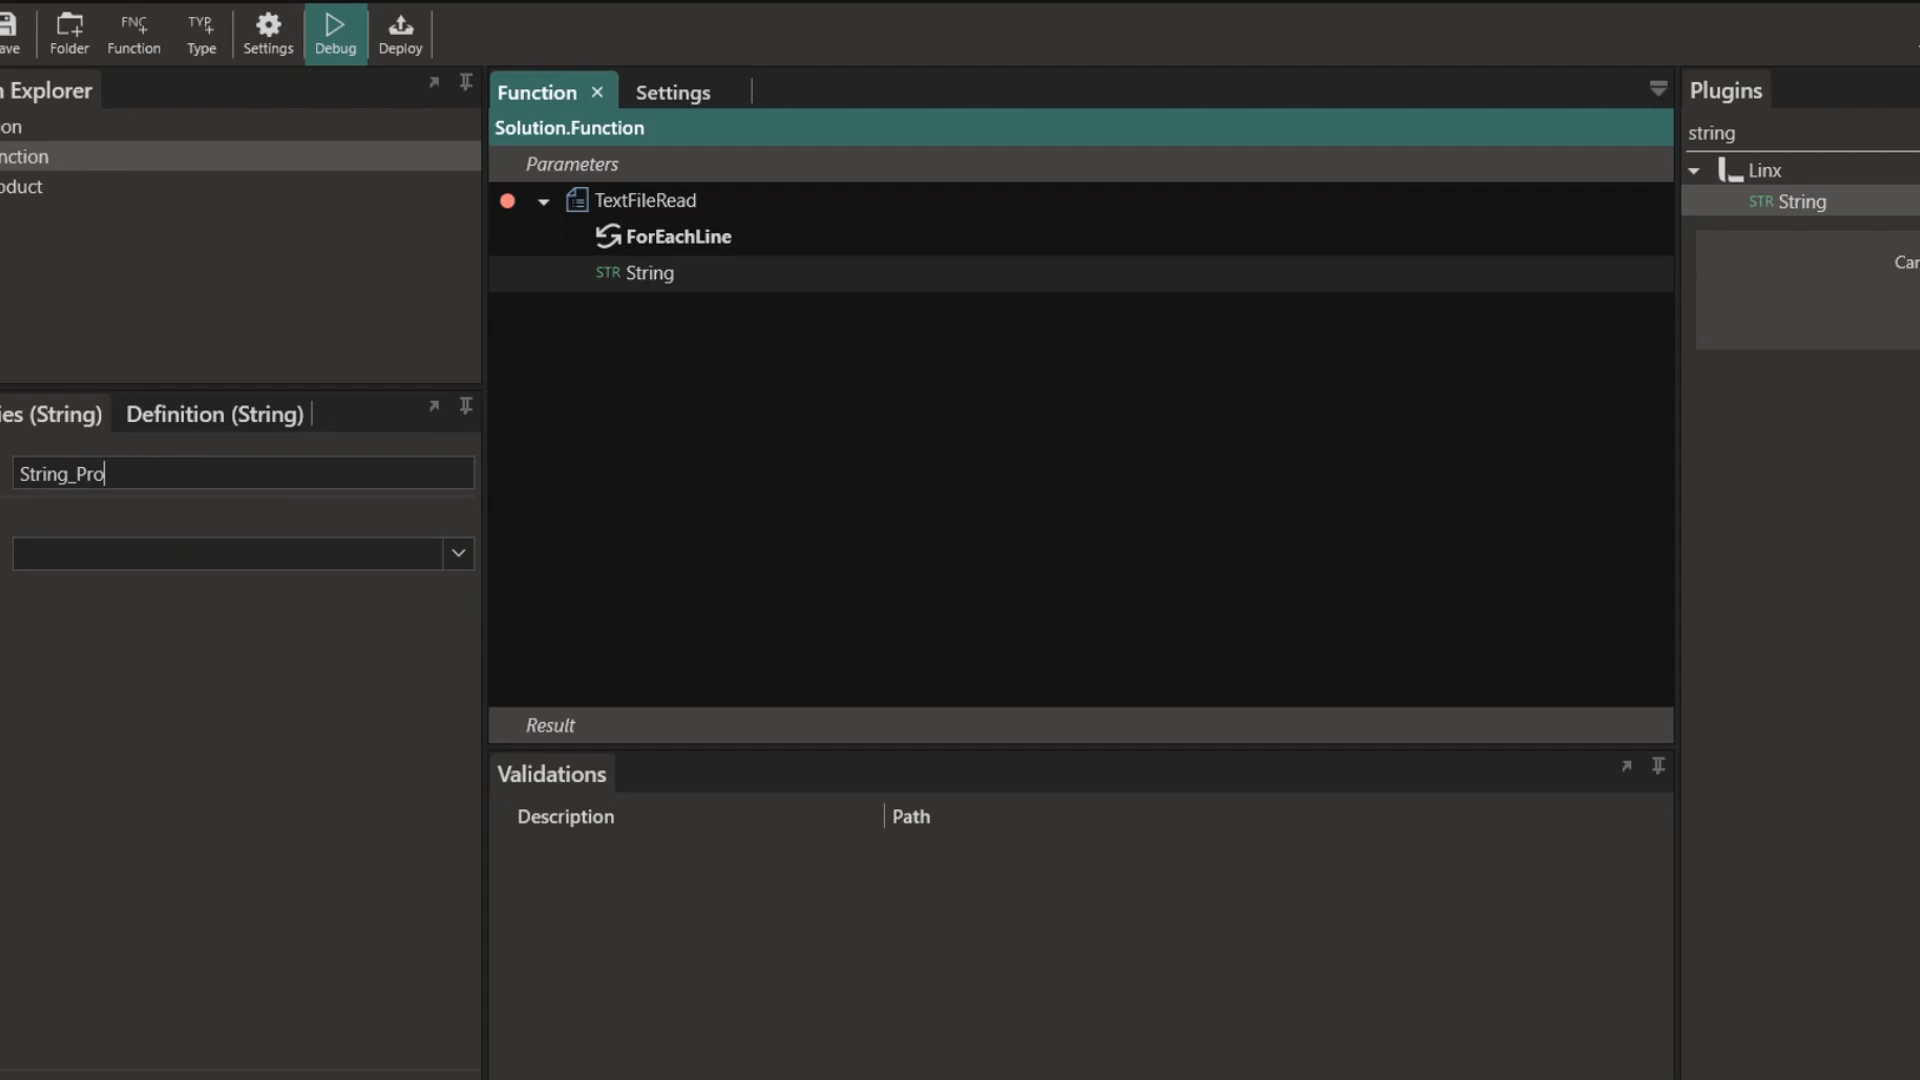 ave
Folder
FNC
Function
TYP
Type
Settings
Debug
Deploy
n Explorer
on
nction
oduct
ies (String)
Definition (String)
String_Pro
Function
Settings
Solution.Function
Parameters
TextFileRead
ForEachLine
STR String
Result
Validations
Description
Path
Plugins
string
Linx
STR String
Car